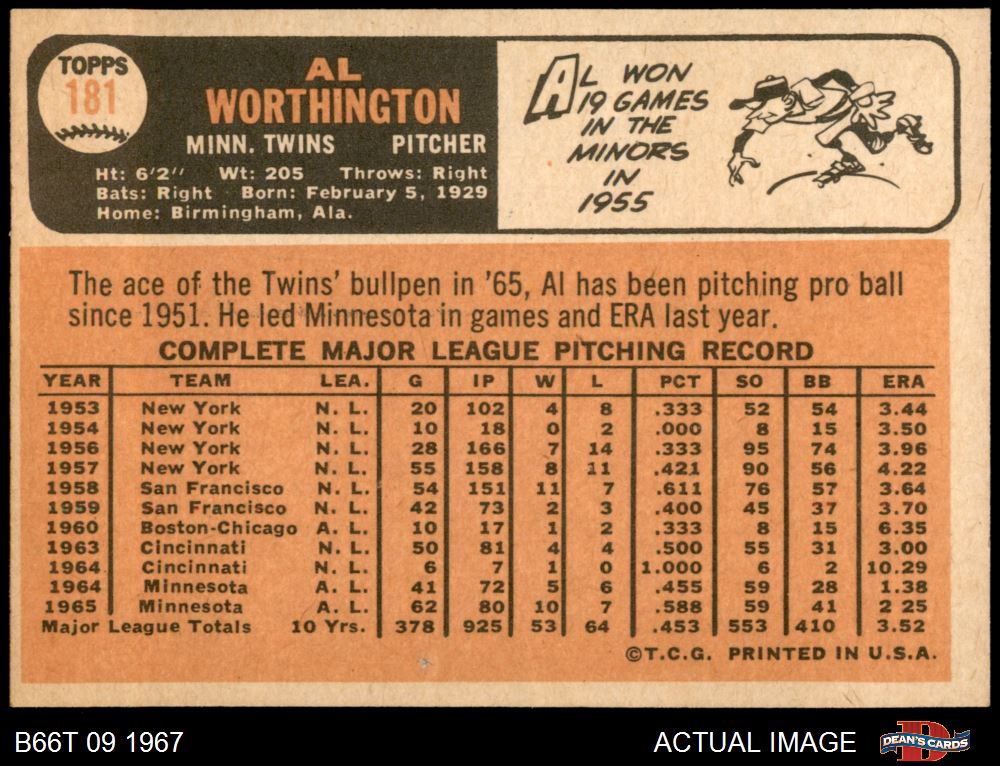 TOPPS
181
AL
WORTHINGTON
MINN. TWINS PITCHER
Ht: 6'2" Wt: 205 Throws: Right
Bats: Right Born: February 5, 1929
Home: Birmingham, Ala.
AL WON
19 GAMES
IN THE
MINORS
IN
1955
The ace of the Twins' bullpen in '65, Al has been pitching pro ball
since 1951. He led Minnesota in games and ERA last year.
COMPLETE MAJOR LEAGUE PITCHING RECORD
YEAR TEAM LEA. G IP W L PCT SO BB ERA
1953 New York N. L. 20 102 4 8 .333 52 54 3.44
1954 New York N. L. 10 18 0 2 .000 8 15 3.50
1956 New York N. L. 28 166 7 14 .333 95 74 3.96
1957 New York N. L. 55 158 8 11 .421 90 56 4.22
1958 San Francisco N. L. 54 151 11 7 .611 76 57 3.64
1959 San Francisco N. L. 42 73 2 3 .400 45 37 3.70
1960 Boston-Chicago A. L. 10 17 1 2 .333 8 15 6.35
1963 Cincinnati N. L. 50 81 4 4 .500 55 31 3.00
1964 Cincinnati N. L. 6 7 1 0 1.000 6 2 10.29
1964 Minnesota A. L. 41 72 5 6 .455 59 28 1.38
1965 Minnesota A. L. 62 80 10 7 .588 59 41 2 25
Major League Totals 10 Yrs. 378 925 53 64 .453 553 410 3.52
©T.C.G. PRINTED IN U.S.A.
B66T 09 1967
ACTUAL IMAGE
D
DEAN'S CARDS